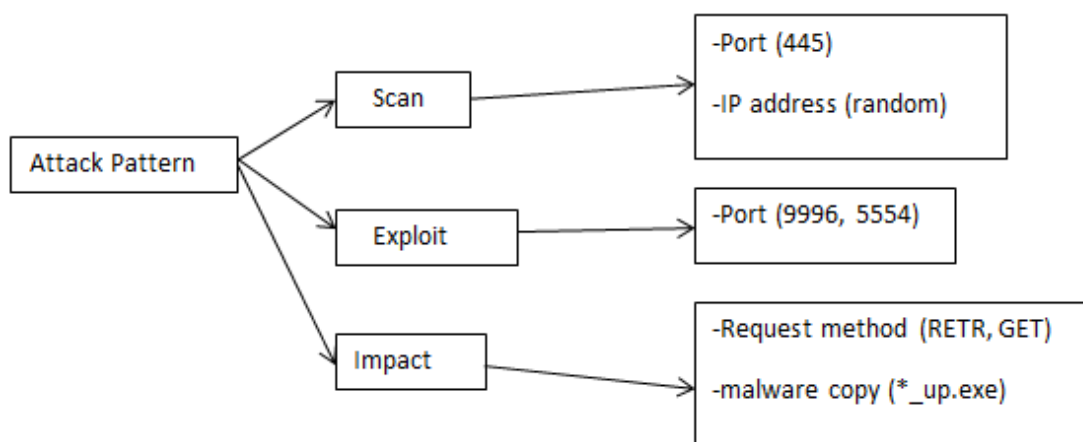 Attack Pattern
Scan
-Port (445)
-IP address (random)
Exploit
-Port (9996, 5554)
Impact
-Request method (RETR, GET)
-malware copy (*_up.exe)